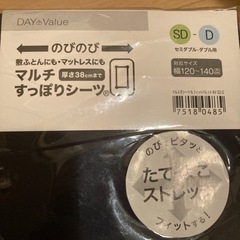 DAY Value
のびのび
敷ふとんにも・マットレスにも
マルチ 厚さ38cmまで
すっぽりシーツ
SD - D
セミダブル・ダブル用
対応サイズ
幅120~140cm
7518-0485
のび ピタッと
たて よこ
ストレッチ
フィットする!